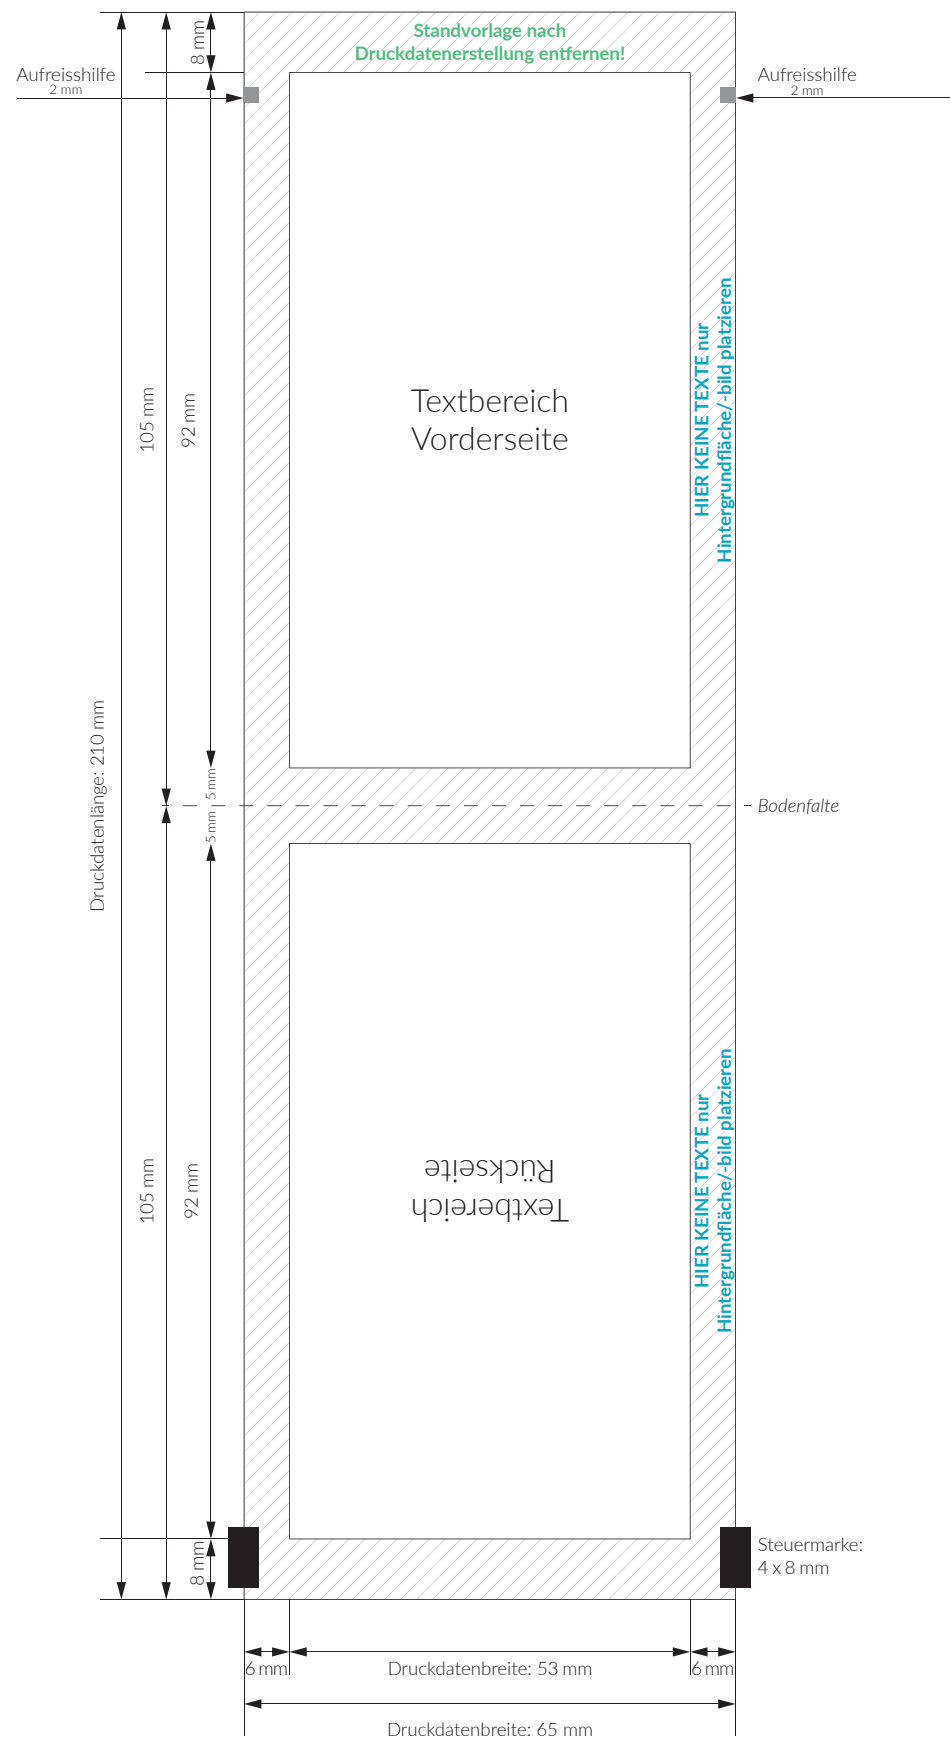 Standvorlage nach
Druckdatenerstellung entfernen!
8 mm
Aufreisshilfe
2 mm
Aufreisshilfe
2 mm
105 mm
92 mm
Textbereich
Vorderseite
HIER KEINE TEXTE nur
Hintergrundfläche/-bild platzieren
Druckdatenlänge: 210 mm
5 mm
5 mm
Bodenfalte
105 mm
92 mm
Textbereich
Rückseite
HIER KEINE TEXTE nur
Hintergrundfläche/-bild platzieren
8 mm
Steuermarke:
4 x 8 mm
6 mm
Druckdatenbreite: 53 mm
6 mm
Druckdatenbreite: 65 mm